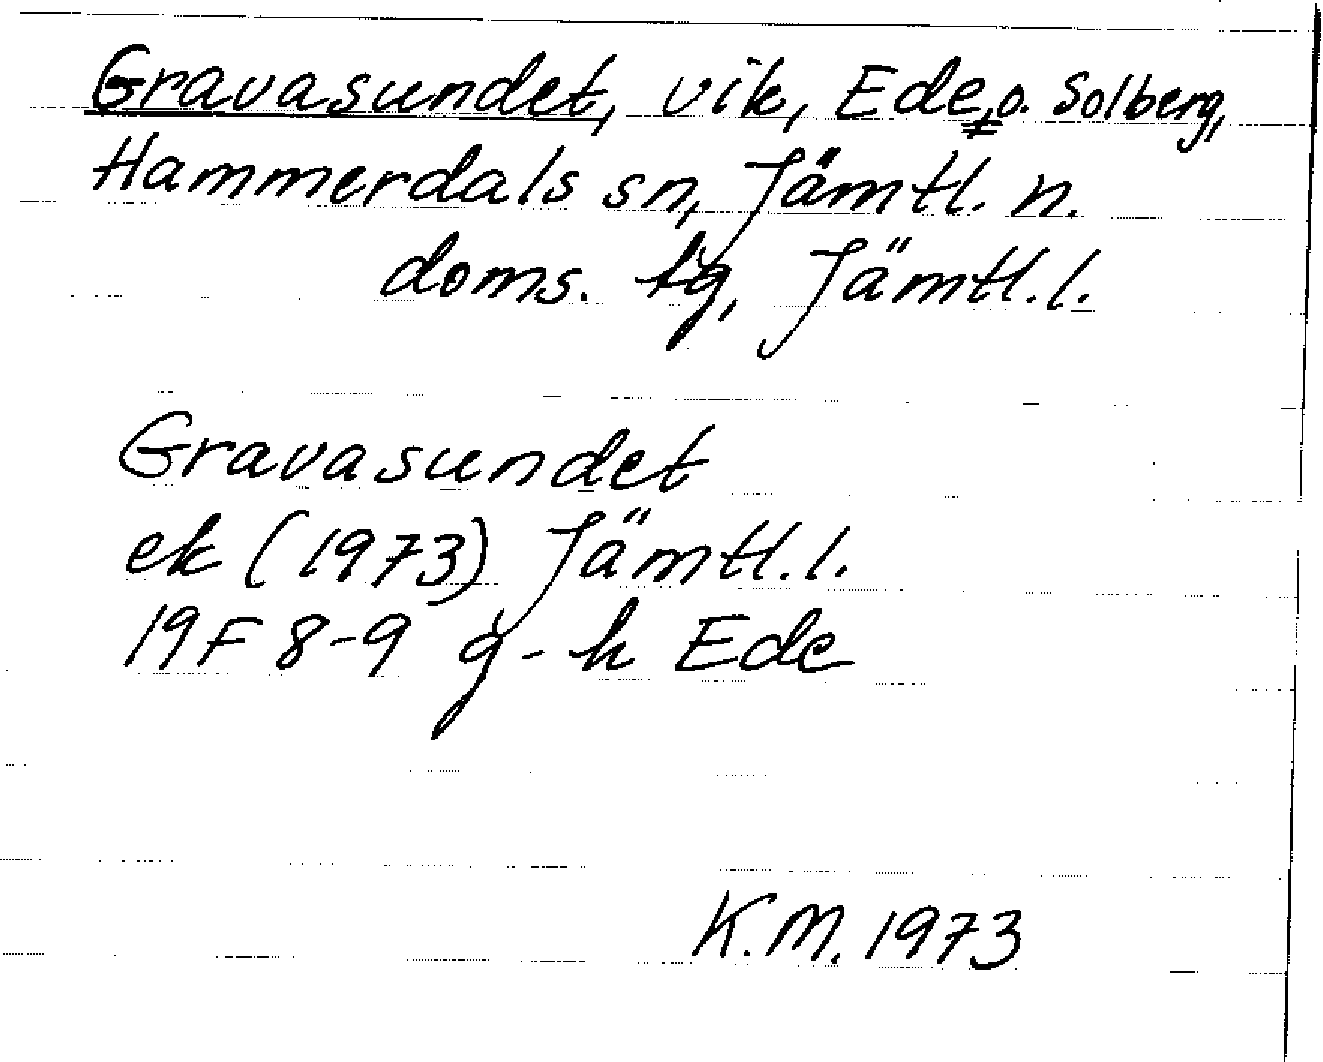 Gravasundet, vik, Ede, o. Solberg,
Hammerdals sn, Jämtl. n.
doms. tg, Jämtl. l.
Gravasundet
ek (1973) Jämtl. l.
19F 8-9 g-h Ede
K.M. 1973